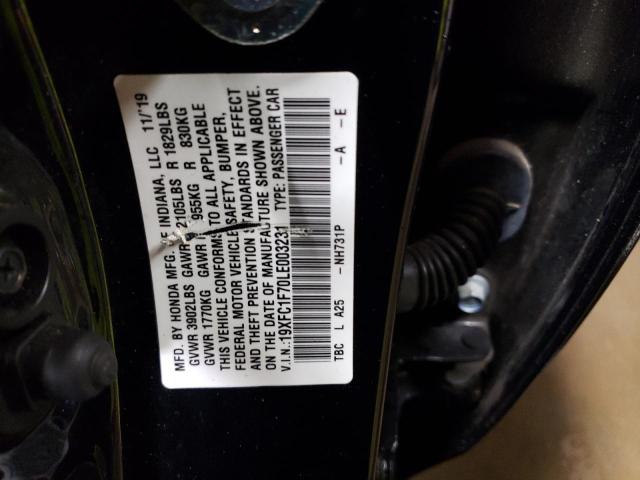 MFD. BY HONDA MFG. OF INDIANA, LLC 11/'19
GVWR 3902LBS GAWR F 2105LBS R 1829LBS
GVWR 1770KG GAWR F 955KG R 830KG
THIS VEHICLE CONFORMS TO ALL APPLICABLE
FEDERAL MOTOR VEHICLE SAFETY, BUMPER,
AND THEFT PREVENTION STANDARDS IN EFFECT
ON THE DATE OF MANUFACTURE SHOWN ABOVE.
V.I.N.:19XFC1F70LE003231 TYPE: PASSENGER CAR
TBC L A25 -NH731P -A -E